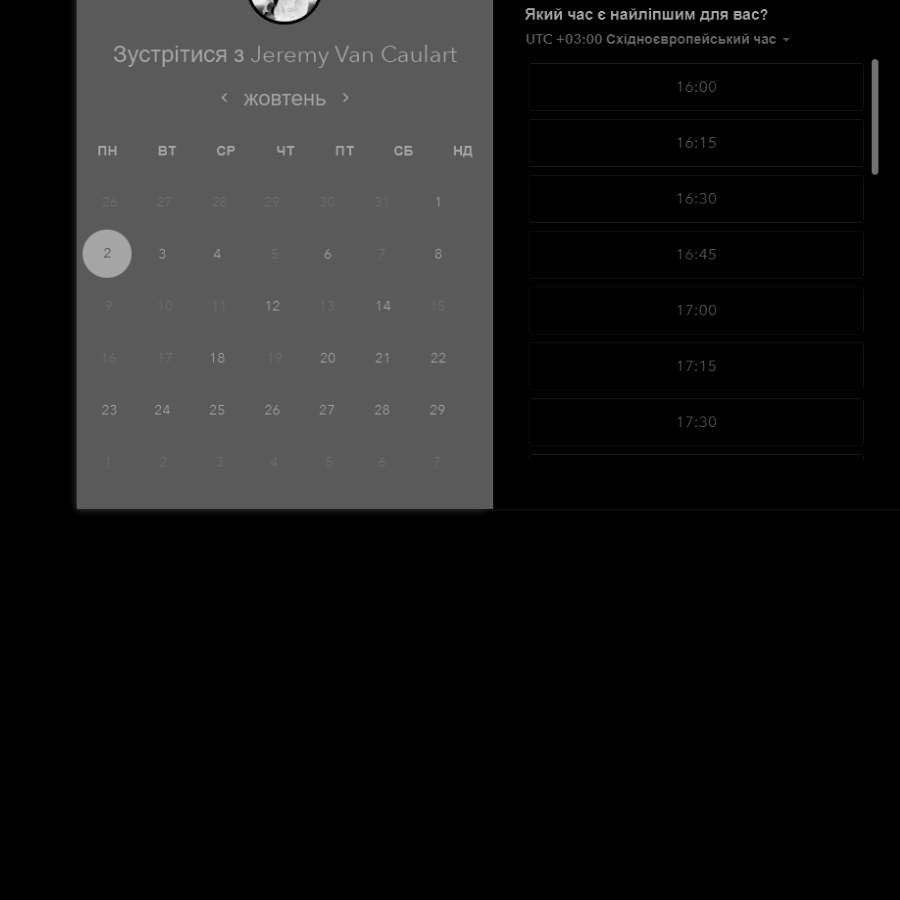 Зустрітися з Jeremy Van Caulart
жовтень
ПН ВТ СР ЧТ ПТ СБ НД
26 27 28 29 30 31 1
2 3 4 5 6 7 8
9 10 11 12 13 14 15
16 17 18 19 20 21 22
23 24 25 26 27 28 29
1 2 3 4 5 6 7
Який час є найліпшим для вас?
UTC +03:00 Східноєвропейський час
16:00
16:15
16:30
16:45
17:00
17:15
17:30